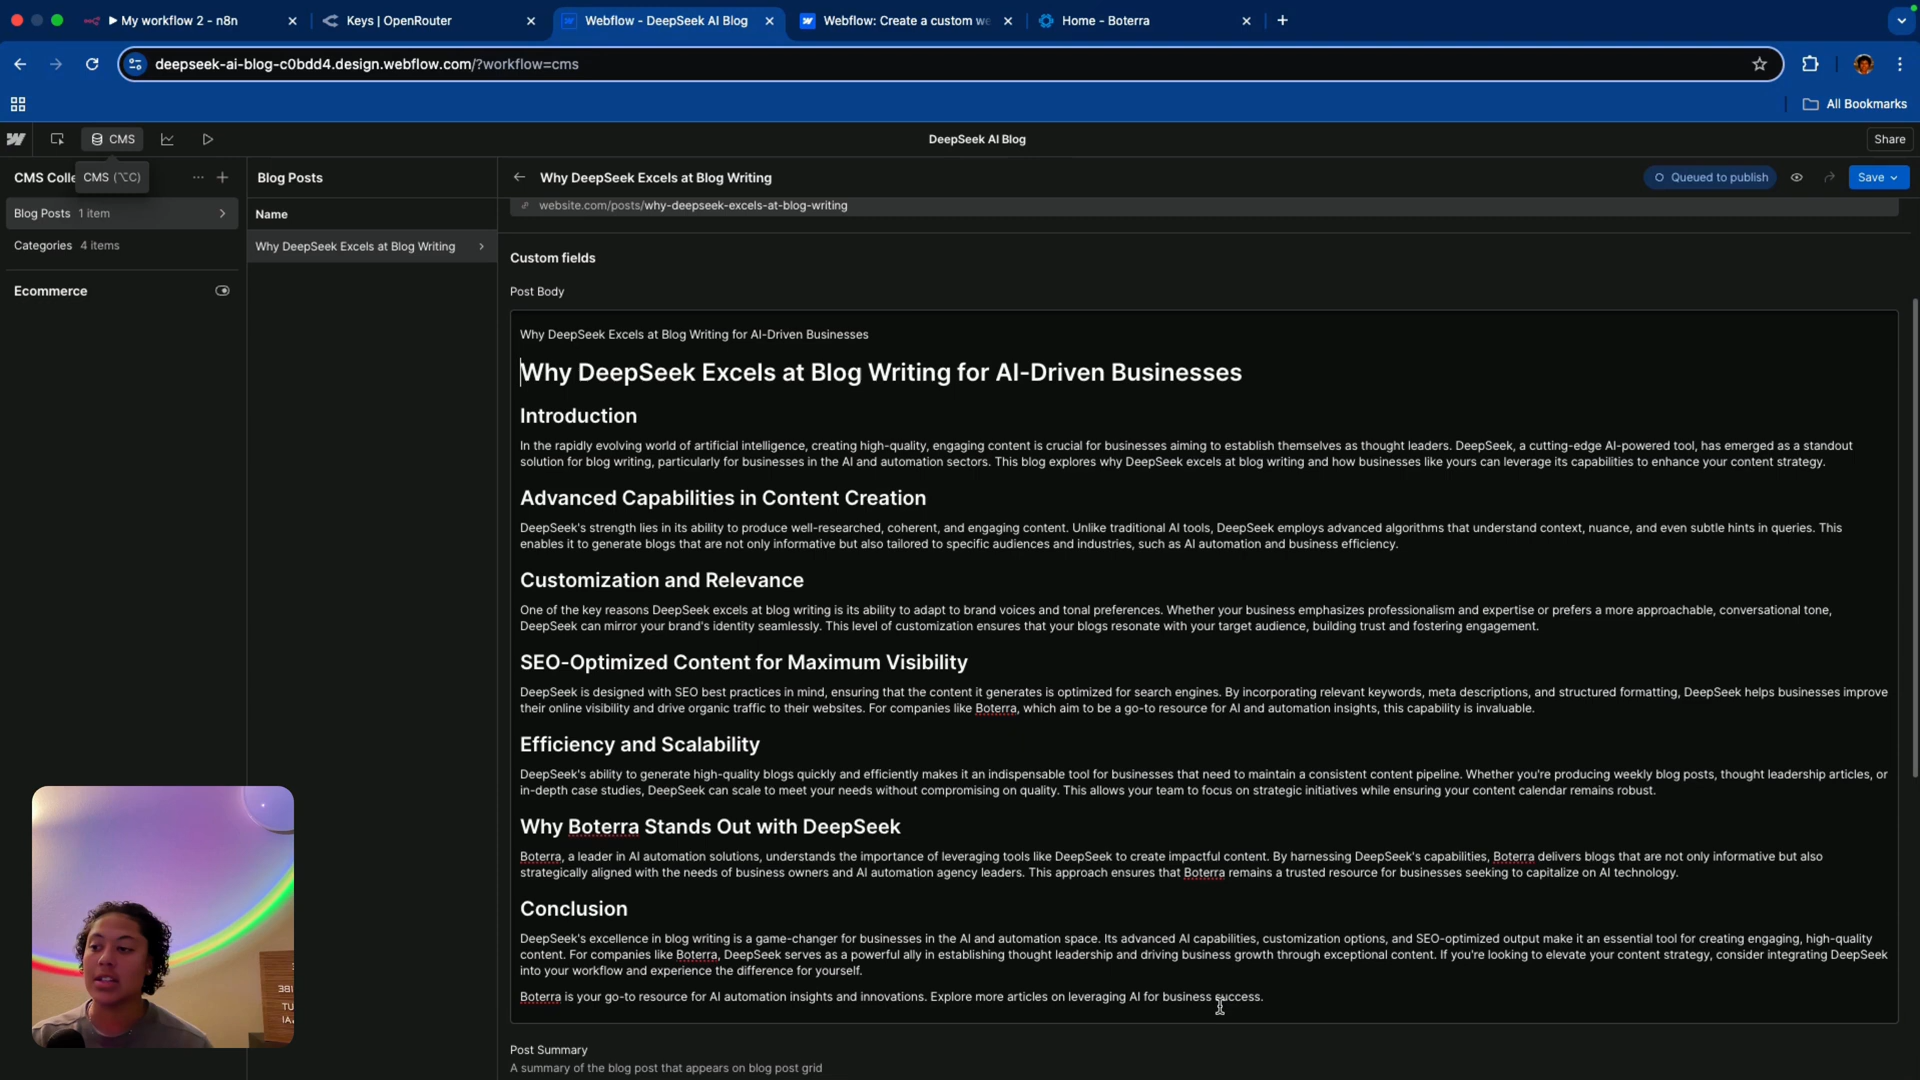 My workflow 2 - n8n
Keys | OpenRouter
Webflow - DeepSeek AI Blog
Webflow: Create a custom we
Home - Boterra
deepseek-ai-blog-c0bdd4.design.webflow.com/?workflow=cms
All Bookmarks
CMS
DeepSeek AI Blog
Share
CMS Colle
CMS (⌥C)
Blog Posts
Why DeepSeek Excels at Blog Writing
Queued to publish
Save
Blog Posts 1 item
Name
website.com/posts/why-deepseek-excels-at-blog-writing
Categories 4 items
Why DeepSeek Excels at Blog Writing
Ecommerce
Custom fields
Post Body
Why DeepSeek Excels at Blog Writing for AI-Driven Businesses
Why DeepSeek Excels at Blog Writing for AI-Driven Businesses
Introduction
In the rapidly evolving world of artificial intelligence, creating high-quality, engaging content is crucial for businesses aiming to establish themselves as thought leaders. DeepSeek, a cutting-edge AI-powered tool, has emerged as a standout
solution for blog writing, particularly for businesses in the AI and automation sectors. This blog explores why DeepSeek excels at blog writing and how businesses like yours can leverage its capabilities to enhance your content strategy.
Advanced Capabilities in Content Creation
DeepSeek's strength lies in its ability to produce well-researched, coherent, and engaging content. Unlike traditional AI tools, DeepSeek employs advanced algorithms that understand context, nuance, and even subtle hints in queries. This
enables it to generate blogs that are not only informative but also tailored to specific audiences and industries, such as AI automation and business efficiency.
Customization and Relevance
One of the key reasons DeepSeek excels at blog writing is its ability to adapt to brand voices and tonal preferences. Whether your business emphasizes professionalism and expertise or prefers a more approachable, conversational tone,
DeepSeek can mirror your brand's identity seamlessly. This level of customization ensures that your blogs resonate with your target audience, building trust and fostering engagement.
SEO-Optimized Content for Maximum Visibility
DeepSeek is designed with SEO best practices in mind, ensuring that the content it generates is optimized for search engines. By incorporating relevant keywords, meta descriptions, and structured formatting, DeepSeek helps businesses improve
their online visibility and drive organic traffic to their websites. For companies like Boterra, which aim to be a go-to resource for AI and automation insights, this capability is invaluable.
Efficiency and Scalability
DeepSeek's ability to generate high-quality blogs quickly and efficiently makes it an indispensable tool for businesses that need to maintain a consistent content pipeline. Whether you're producing weekly blog posts, thought leadership articles, or
in-depth case studies, DeepSeek can scale to meet your needs without compromising on quality. This allows your team to focus on strategic initiatives while ensuring your content calendar remains robust.
Why Boterra Stands Out with DeepSeek
Boterra, a leader in AI automation solutions, understands the importance of leveraging tools like DeepSeek to create impactful content. By harnessing DeepSeek's capabilities, Boterra delivers blogs that are not only informative but also
strategically aligned with the needs of business owners and AI automation agency leaders. This approach ensures that Boterra remains a trusted resource for businesses seeking to capitalize on AI technology.
Conclusion
DeepSeek's excellence in blog writing is a game-changer for businesses in the AI and automation space. Its advanced AI capabilities, customization options, and SEO-optimized output make it an essential tool for creating engaging, high-quality
content. For companies like Boterra, DeepSeek serves as a powerful ally in establishing thought leadership and driving business growth through exceptional content. If you're looking to elevate your content strategy, consider integrating DeepSeek
into your workflow and experience the difference for yourself.
Boterra is your go-to resource for AI automation insights and innovations. Explore more articles on leveraging AI for business success.
Post Summary
A summary of the blog post that appears on blog post grid